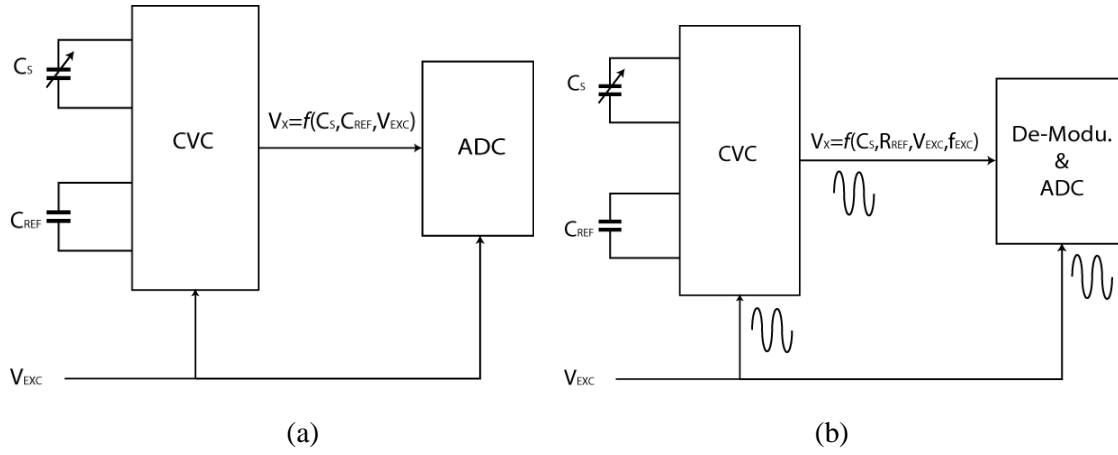 CS
CREF
CVC
VX=f(CS,CREF,VEXC)
ADC
VEXC
(a)
CS
CREF
CVC
VX=f(CS,RREF,VEXC,fEXC)
De-Modu.
&
ADC
VEXC
(b)